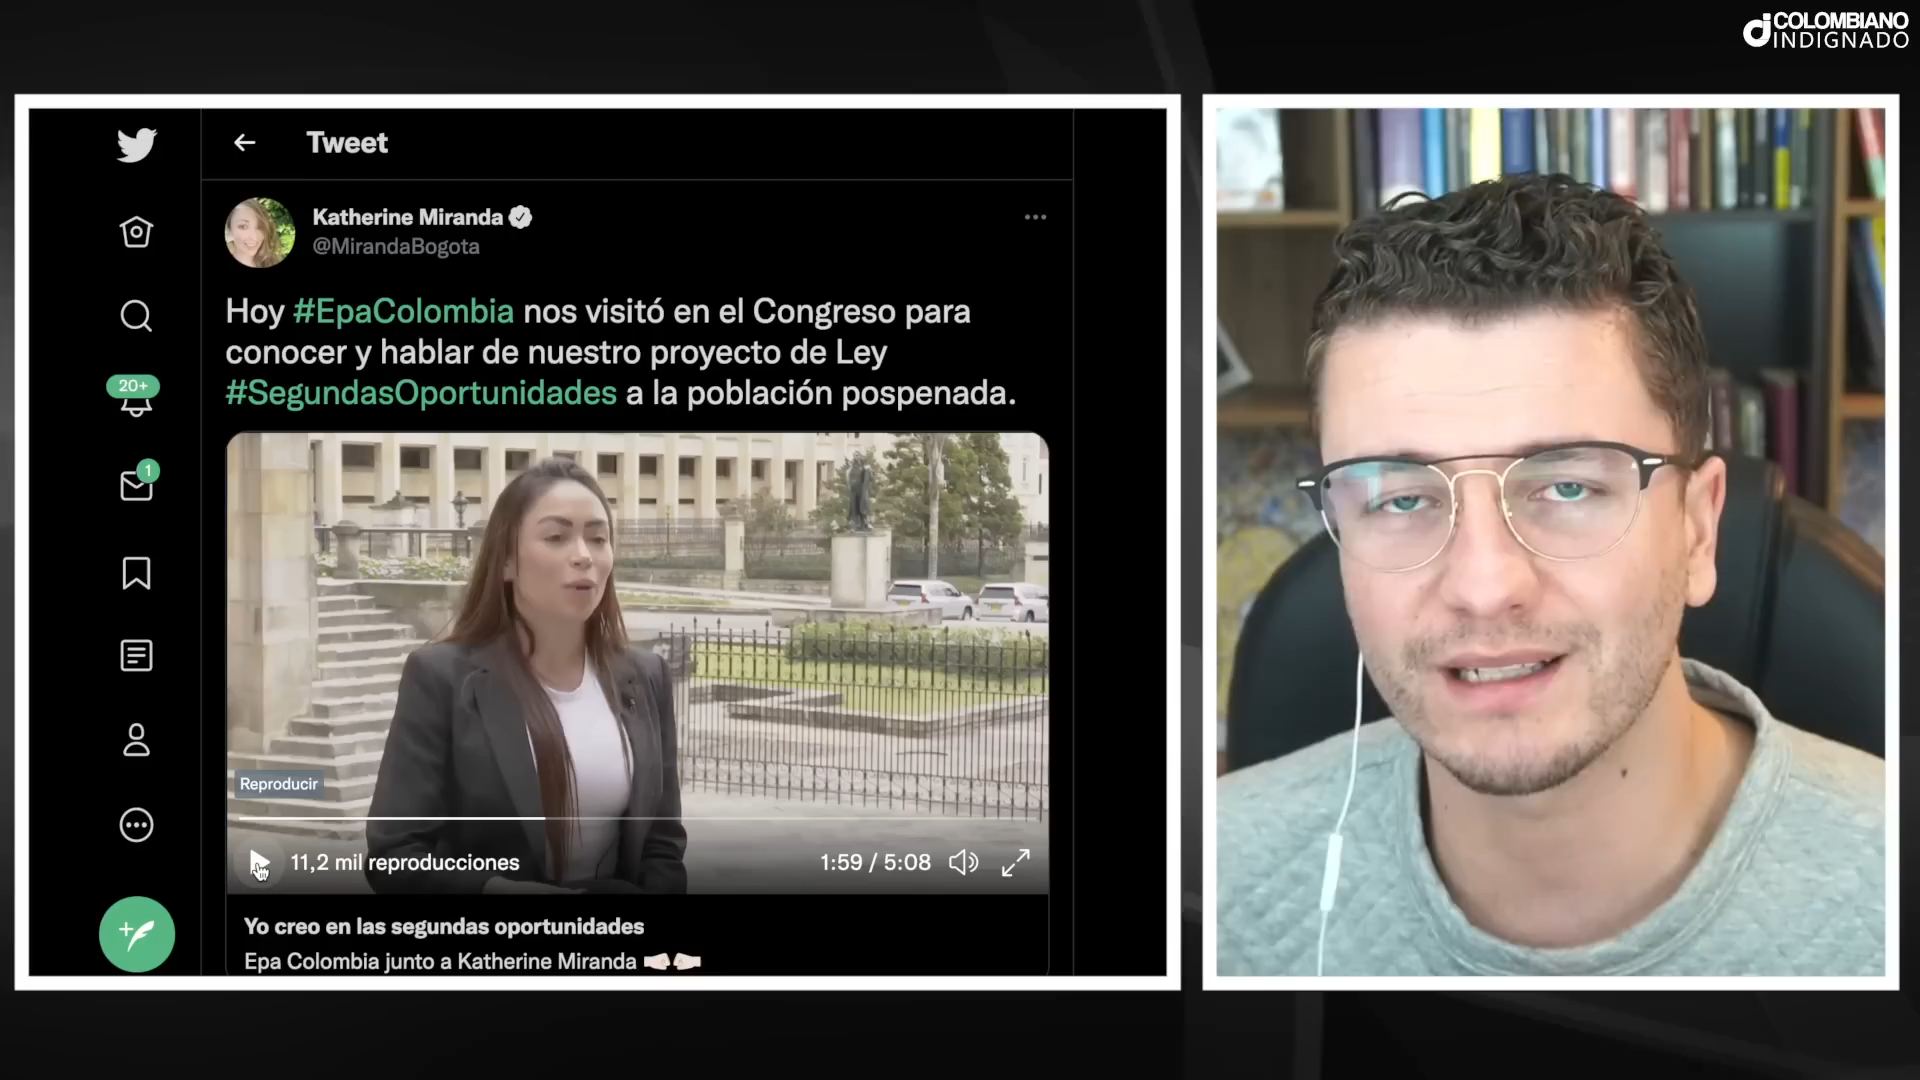 COLOMBIANO
INDIGNADO
Tweet
Katherine Miranda
@MirandaBogota
Hoy #EpaColombia nos visitó en el Congreso para
conocer y hablar de nuestro proyecto de Ley
#SegundasOportunidades a la población pospenada.
20+
1
Reproducir
11,2 mil reproducciones
1:59 / 5:08
Yo creo en las segundas oportunidades
Epa Colombia junto a Katherine Miranda